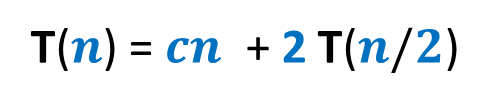 T(n) = cn + 2 T(n/2)